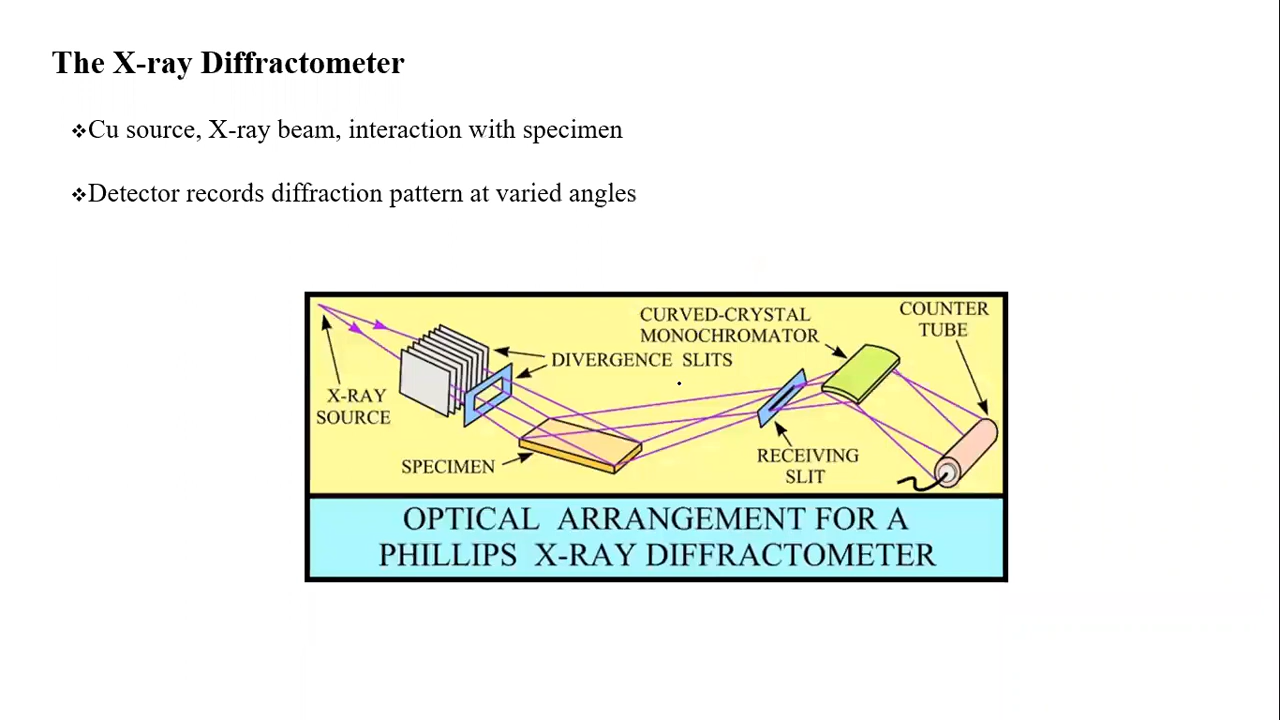 The X-ray Diffractometer
❖Cu source, X-ray beam, interaction with specimen
❖Detector records diffraction pattern at varied angles
CURVED-CRYSTAL
MONOCHROMATOR
COUNTER
TUBE
DIVERGENCE SLITS
X-RAY
SOURCE
SPECIMEN
RECEIVING
SLIT
OPTICAL ARRANGEMENT FOR A
PHILLIPS X-RAY DIFFRACTOMETER